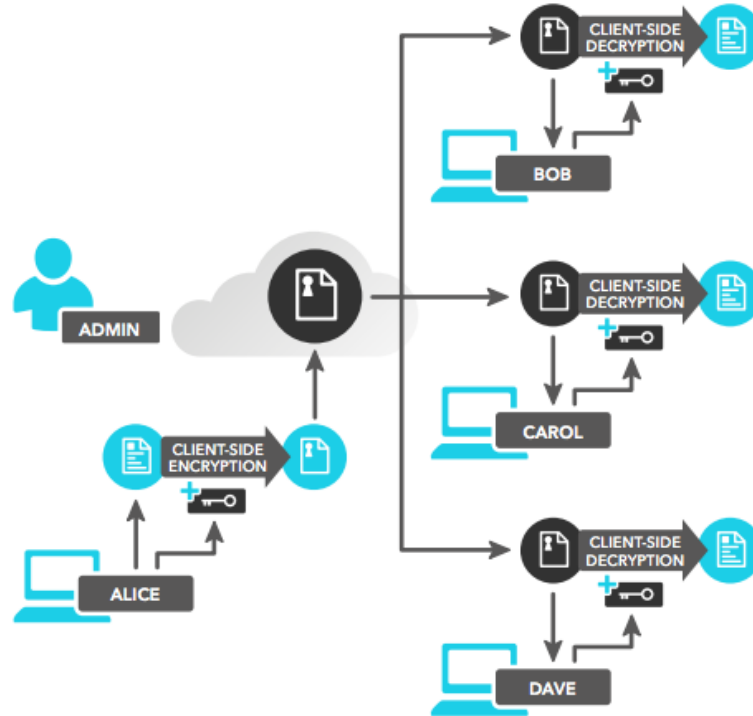 CLIENT-SIDE
DECRYPTION
BOB
ADMIN
CLIENT-SIDE
DECRYPTION
CAROL
CLIENT-SIDE
ENCRYPTION
ALICE
CLIENT-SIDE
DECRYPTION
DAVE